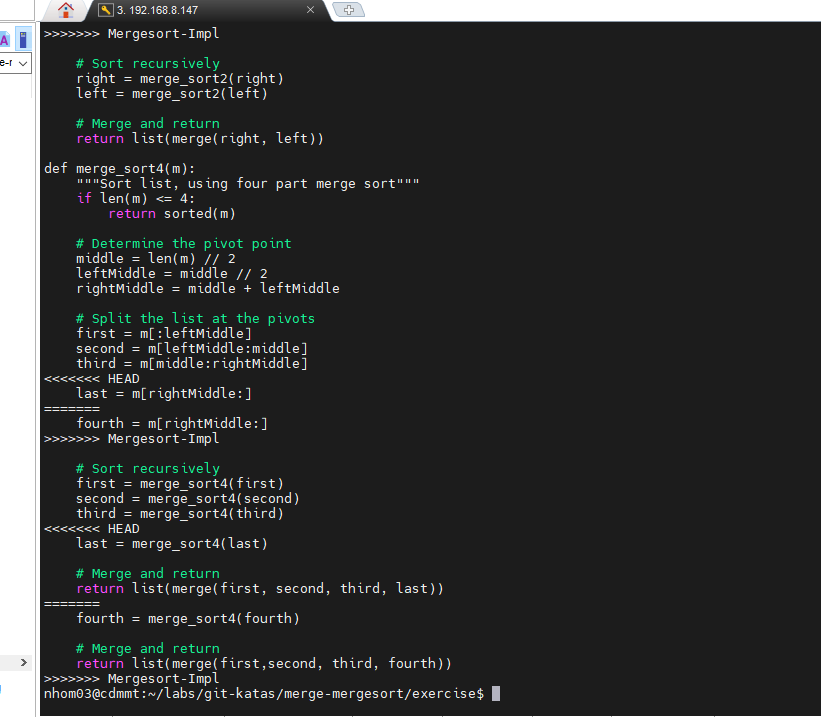 3. 192.168.8.147
A
e-r
>>>>>>> Mergesort-Impl
    # Sort recursively
    right = merge_sort2(right)
    left = merge_sort2(left)
    # Merge and return
    return list(merge(right, left))
def merge_sort4(m):
    """Sort list, using four part merge sort"""
    if len(m) <= 4:
        return sorted(m)
    # Determine the pivot point
    middle = len(m) // 2
    leftMiddle = middle // 2
    rightMiddle = middle + leftMiddle
    # Split the list at the pivots
    first = m[:leftMiddle]
    second = m[leftMiddle:middle]
    third = m[middle:rightMiddle]
<<<<<<< HEAD
    last = m[rightMiddle:]
=======
    fourth = m[rightMiddle:]
>>>>>>> Mergesort-Impl
    # Sort recursively
    first = merge_sort4(first)
    second = merge_sort4(second)
    third = merge_sort4(third)
<<<<<<< HEAD
    last = merge_sort4(last)
    # Merge and return
    return list(merge(first, second, third, last))
=======
    fourth = merge_sort4(fourth)
    # Merge and return
    return list(merge(first,second, third, fourth))
>>>>>>> Mergesort-Impl
nhom03@cdmmt:~/labs/git-katas/merge-mergesort/exercise$